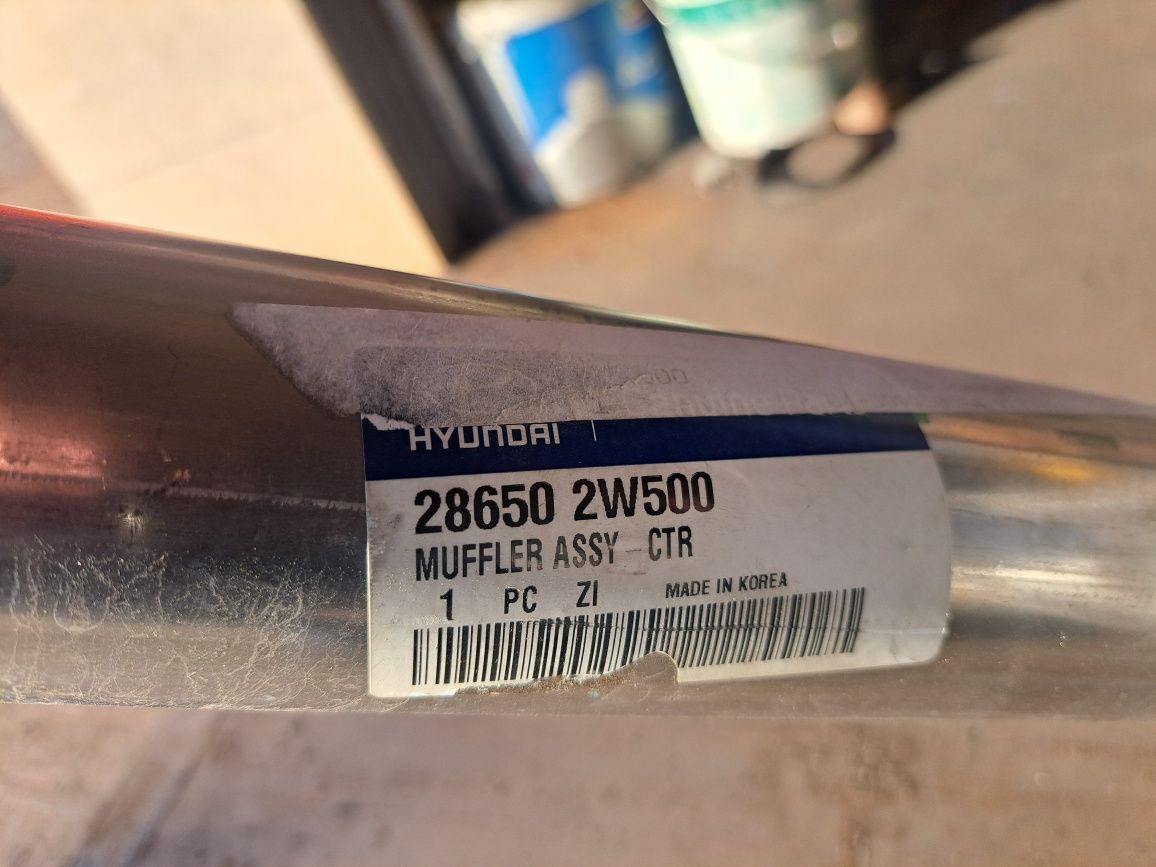 HYUNDAI
28650 2W500
MUFFLER ASSY - CTR
1 PC ZI MADE IN KOREA